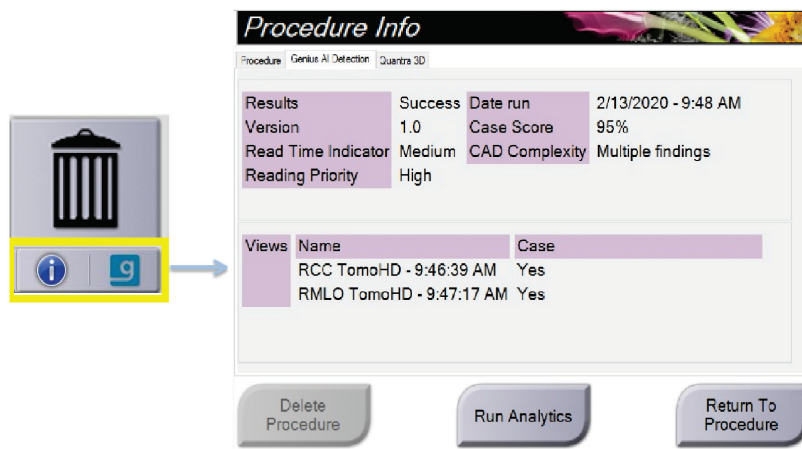 Procedure Info
Procedure Genius AI Detection Quantra 3D
Results Success Date run 2/13/2020 - 9:48 AM
Version 1.0 Case Score 95%
Read Time Indicator Medium CAD Complexity Multiple findings
Reading Priority High
Views Name Case
RCC TomoHD - 9:46:39 AM Yes
RMLO TomoHD - 9:47:17 AM Yes
i g
Delete
Procedure
Run Analytics
Return To
Procedure